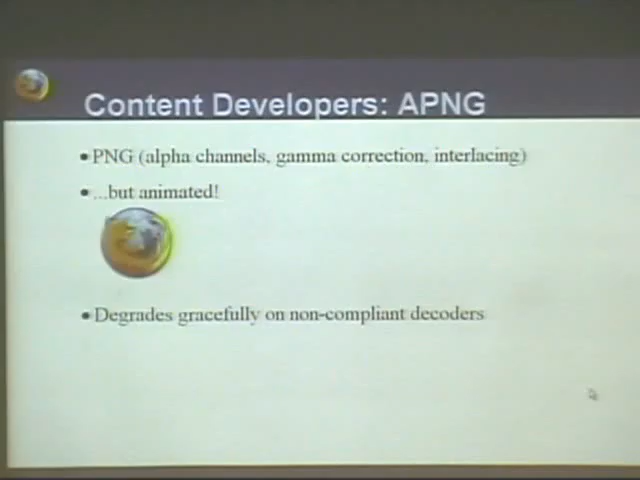 Content Developers: APNG
•PNG (alpha channels, gamma correction, interlacing)
•...but animated!
•Degrades gracefully on non-compliant decoders